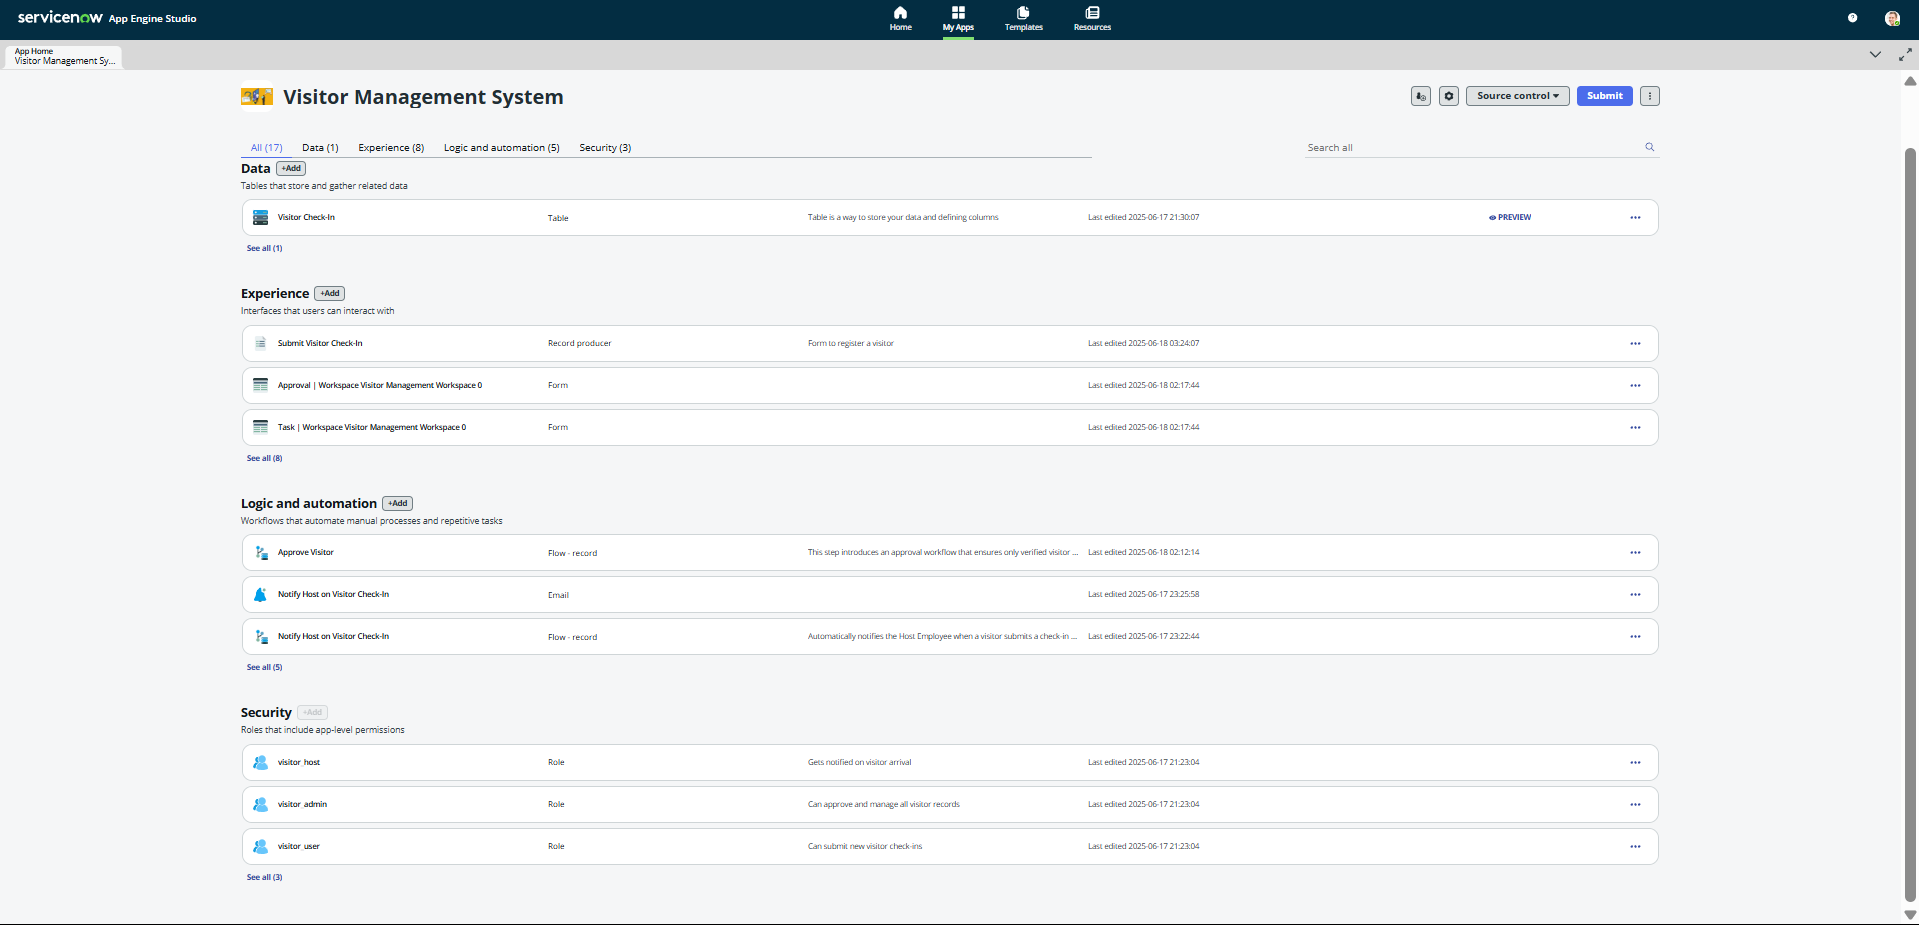 servicenow App Engine Studio
Home
My Apps
Templates
Resources
App Home
Visitor Management Sy...
Visitor Management System
Source control
Submit
All (17)
Data (1)
Experience (8)
Logic and automation (5)
Security (3)
Search all
Data +Add
Tables that store and gather related data
Visitor Check-In Table Table is a way to store your data and defining columns Last edited 2025-06-17 21:30:07 PREVIEW
See all (1)
Experience +Add
Interfaces that users can interact with
Submit Visitor Check-In Record producer Form to register a visitor Last edited 2025-06-18 03:24:07
Approval | Workspace Visitor Management Workspace 0 Form Last edited 2025-06-18 02:17:44
Task | Workspace Visitor Management Workspace 0 Form Last edited 2025-06-18 02:17:44
See all (8)
Logic and automation +Add
Workflows that automate manual processes and repetitive tasks
Approve Visitor Flow - record This step introduces an approval workflow that ensures only verified visitor ... Last edited 2025-06-18 02:12:14
Notify Host on Visitor Check-In Email Last edited 2025-06-17 23:25:58
Notify Host on Visitor Check-In Flow - record Automatically notifies the Host Employee when a visitor submits a check-in ... Last edited 2025-06-17 23:22:44
See all (5)
Security +Add
Roles that include app-level permissions
visitor_host Role Gets notified on visitor arrival Last edited 2025-06-17 21:23:04
visitor_admin Role Can approve and manage all visitor records Last edited 2025-06-17 21:23:04
visitor_user Role Can submit new visitor check-ins Last edited 2025-06-17 21:23:04
See all (3)